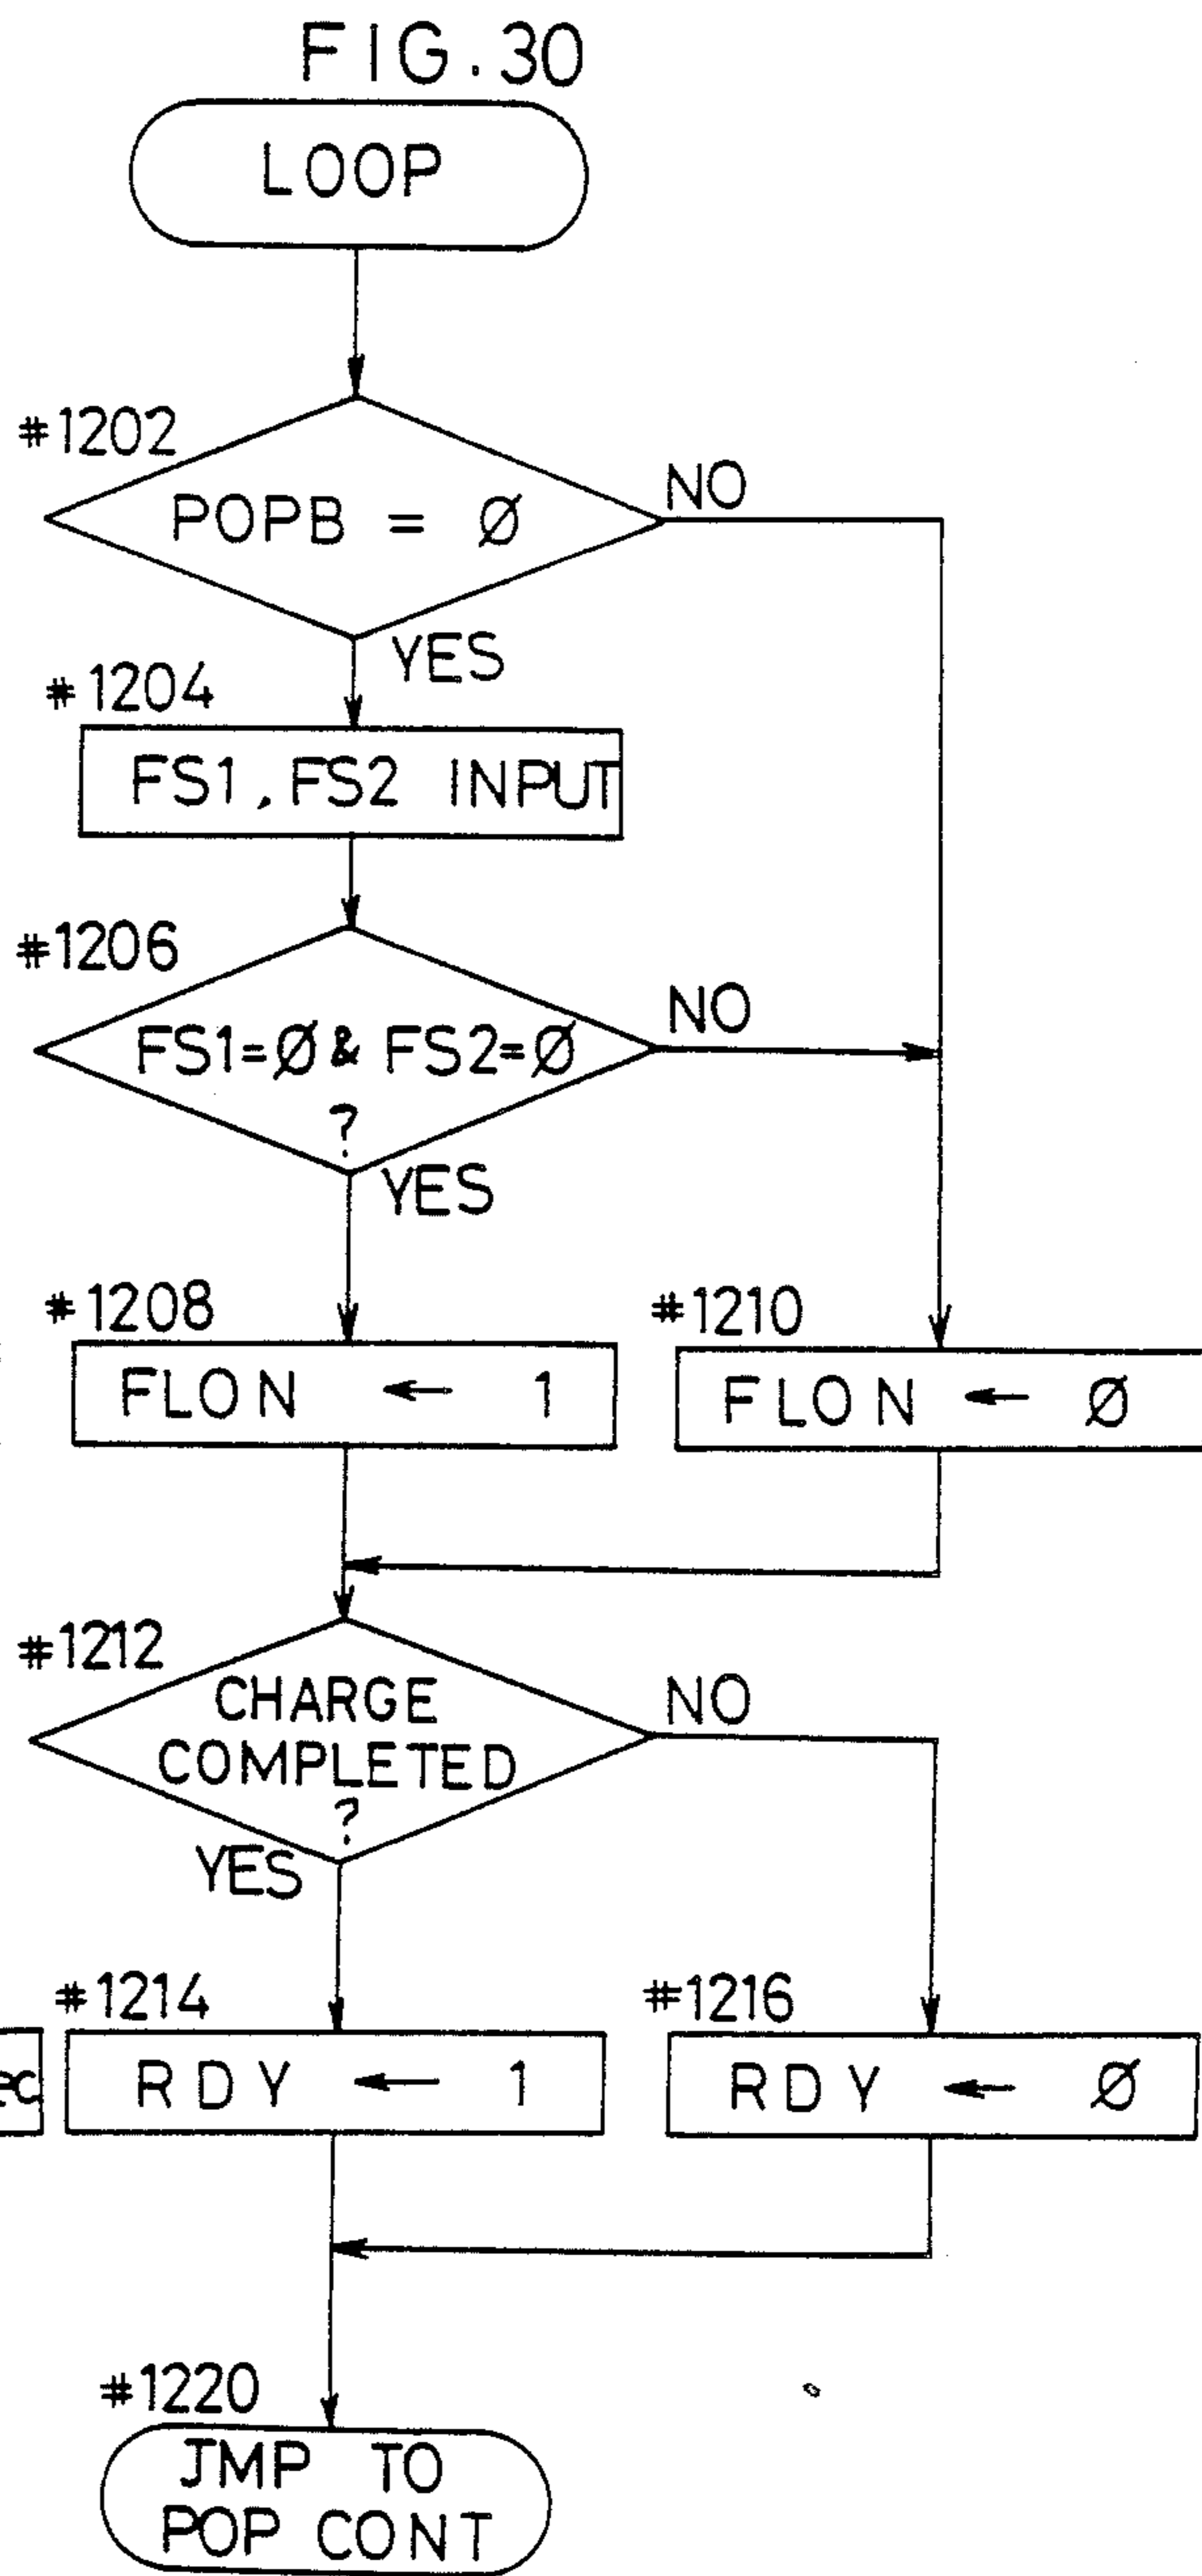 FIG.30
LOOP
#1202
POPB = Ø
NO
YES
#1204
FS1, FS2 INPUT
#1206
FS1=Ø & FS2=Ø
?
NO
YES
#1208
FLON ← 1
#1210
FLON ← Ø
#1212
CHARGE
COMPLETED
?
NO
YES
#1214
RDY ← 1
#1216
RDY ← Ø
#1220
JMP TO
POP CONT